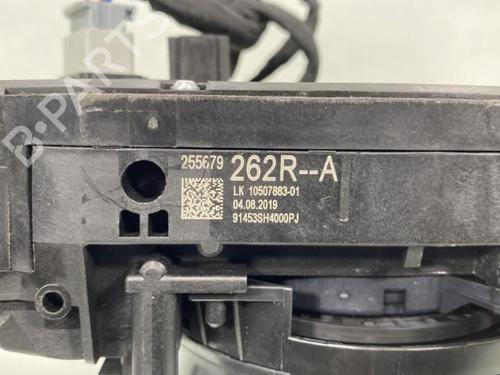 B-PARTS
255679 262R--A
LK 10507883-01
04.08.2019
91453SH4000PJ